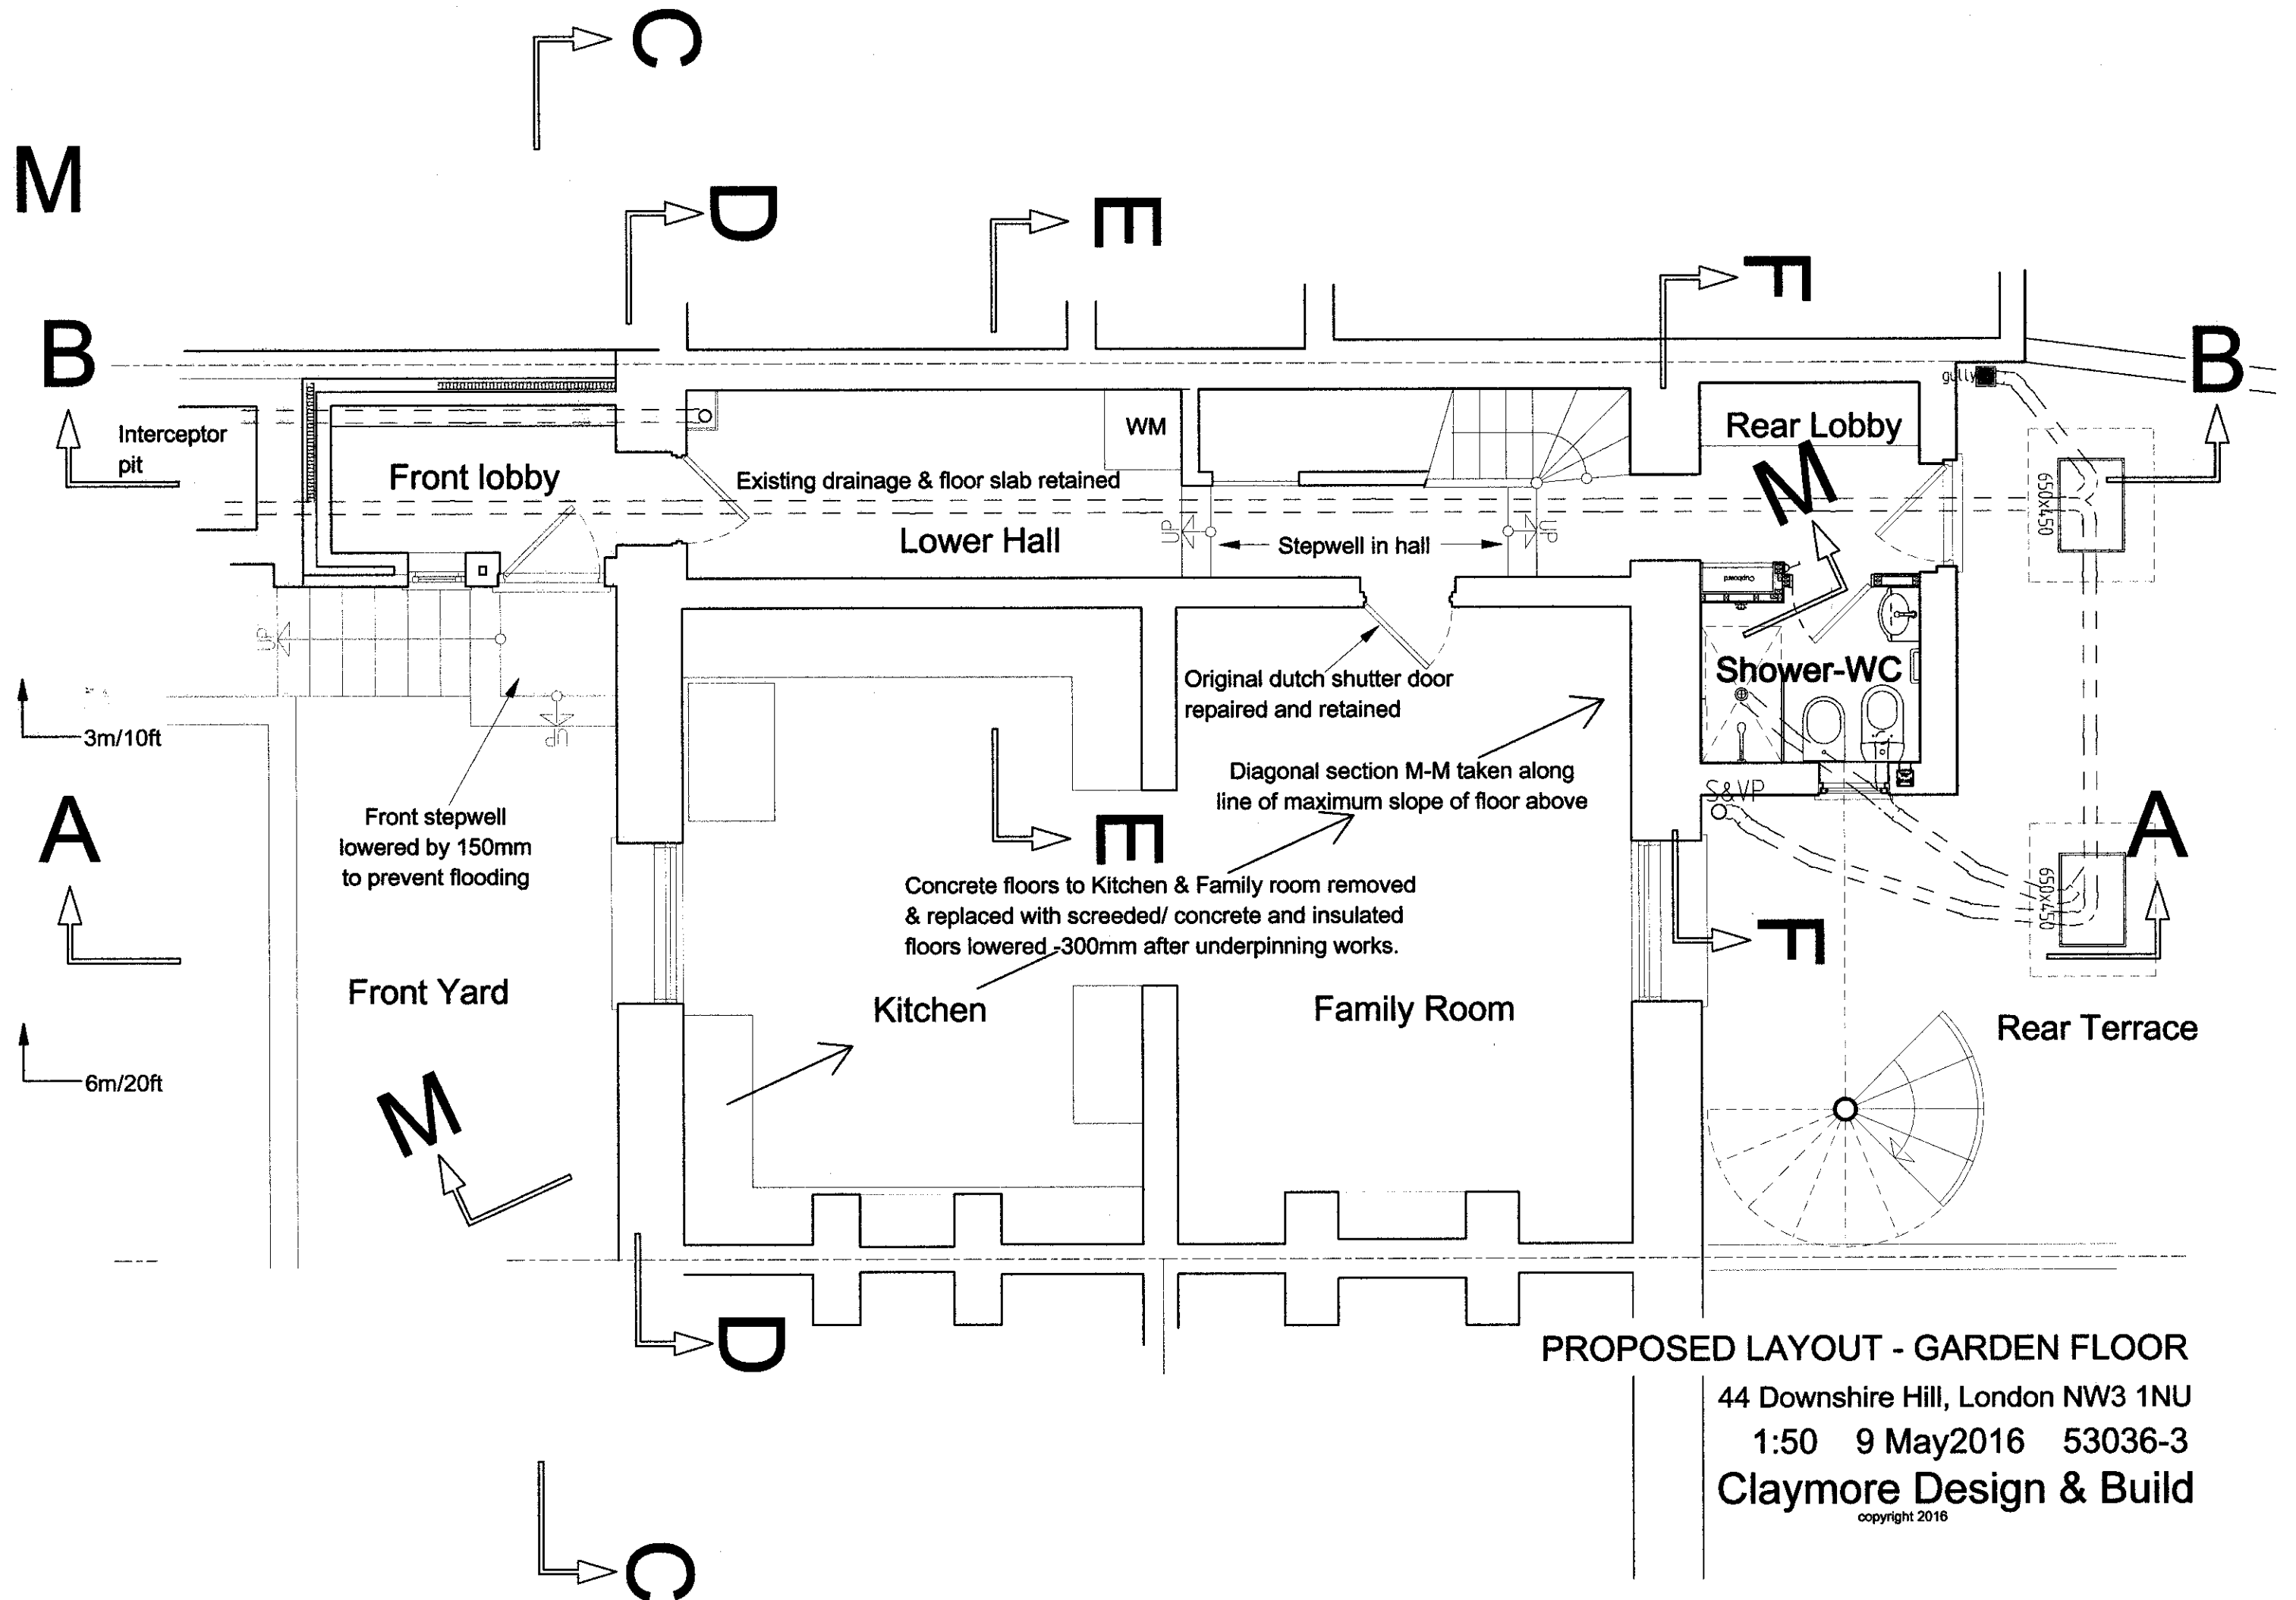 C
M
D
E
F
B
B
gully
Interceptor
pit
Front lobby
WM
Rear Lobby
M
Existing drainage & floor slab retained
650x450
Lower Hall
UP
Stepwell in hall
UP
Cupboard
UP
Original dutch shutter door
repaired and retained
Shower-WC
3m/10ft
UP
Diagonal section M-M taken along
line of maximum slope of floor above
S&VP
A
Front stepwell
lowered by 150mm
to prevent flooding
E
A
Concrete floors to Kitchen & Family room removed
& replaced with screeded/ concrete and insulated
floors lowered -300mm after underpinning works.
650x450
F
Front Yard
Kitchen
Family Room
Rear Terrace
6m/20ft
M
D
PROPOSED LAYOUT - GARDEN FLOOR
44 Downshire Hill, London NW3 1NU
1:50 9 May2016 53036-3
Claymore Design & Build
copyright 2016
C